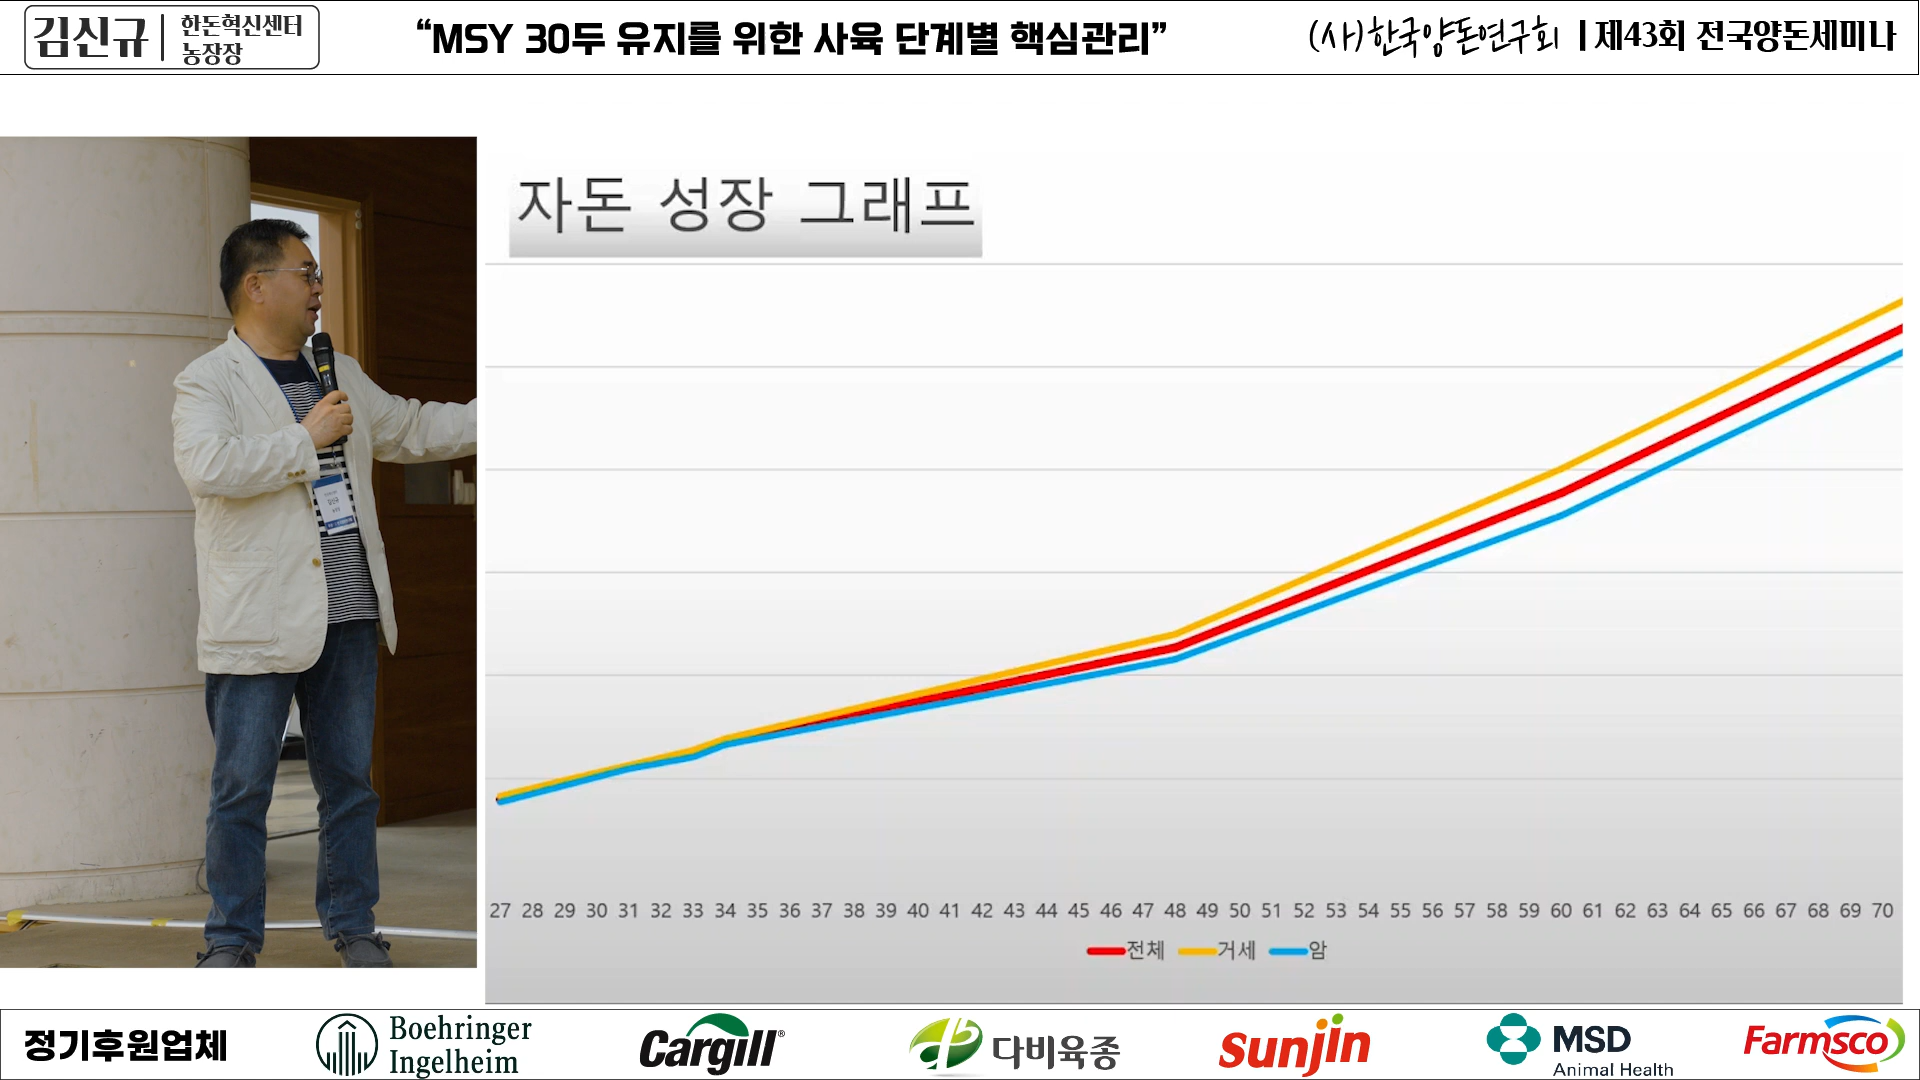 김신규
한돈혁신센터
농장장
“MSY 30두 유지를 위한 사육 단계별 핵심관리”
(사)한국양돈연구회 | 제43회 전국양돈세미나
자돈 성장 그래프
27 28 29 30 31 32 33 34 35 36 37 38 39 40 41 42 43 44 45 46 47 48 49 50 51 52 53 54 55 56 57 58 59 60 61 62 63 64 65 66 67 68 69 70
전체 거세 암
정기후원업체
Boehringer
Ingelheim
Cargill®
다비육종
Sunjin
MSD
Animal Health
Farmsco